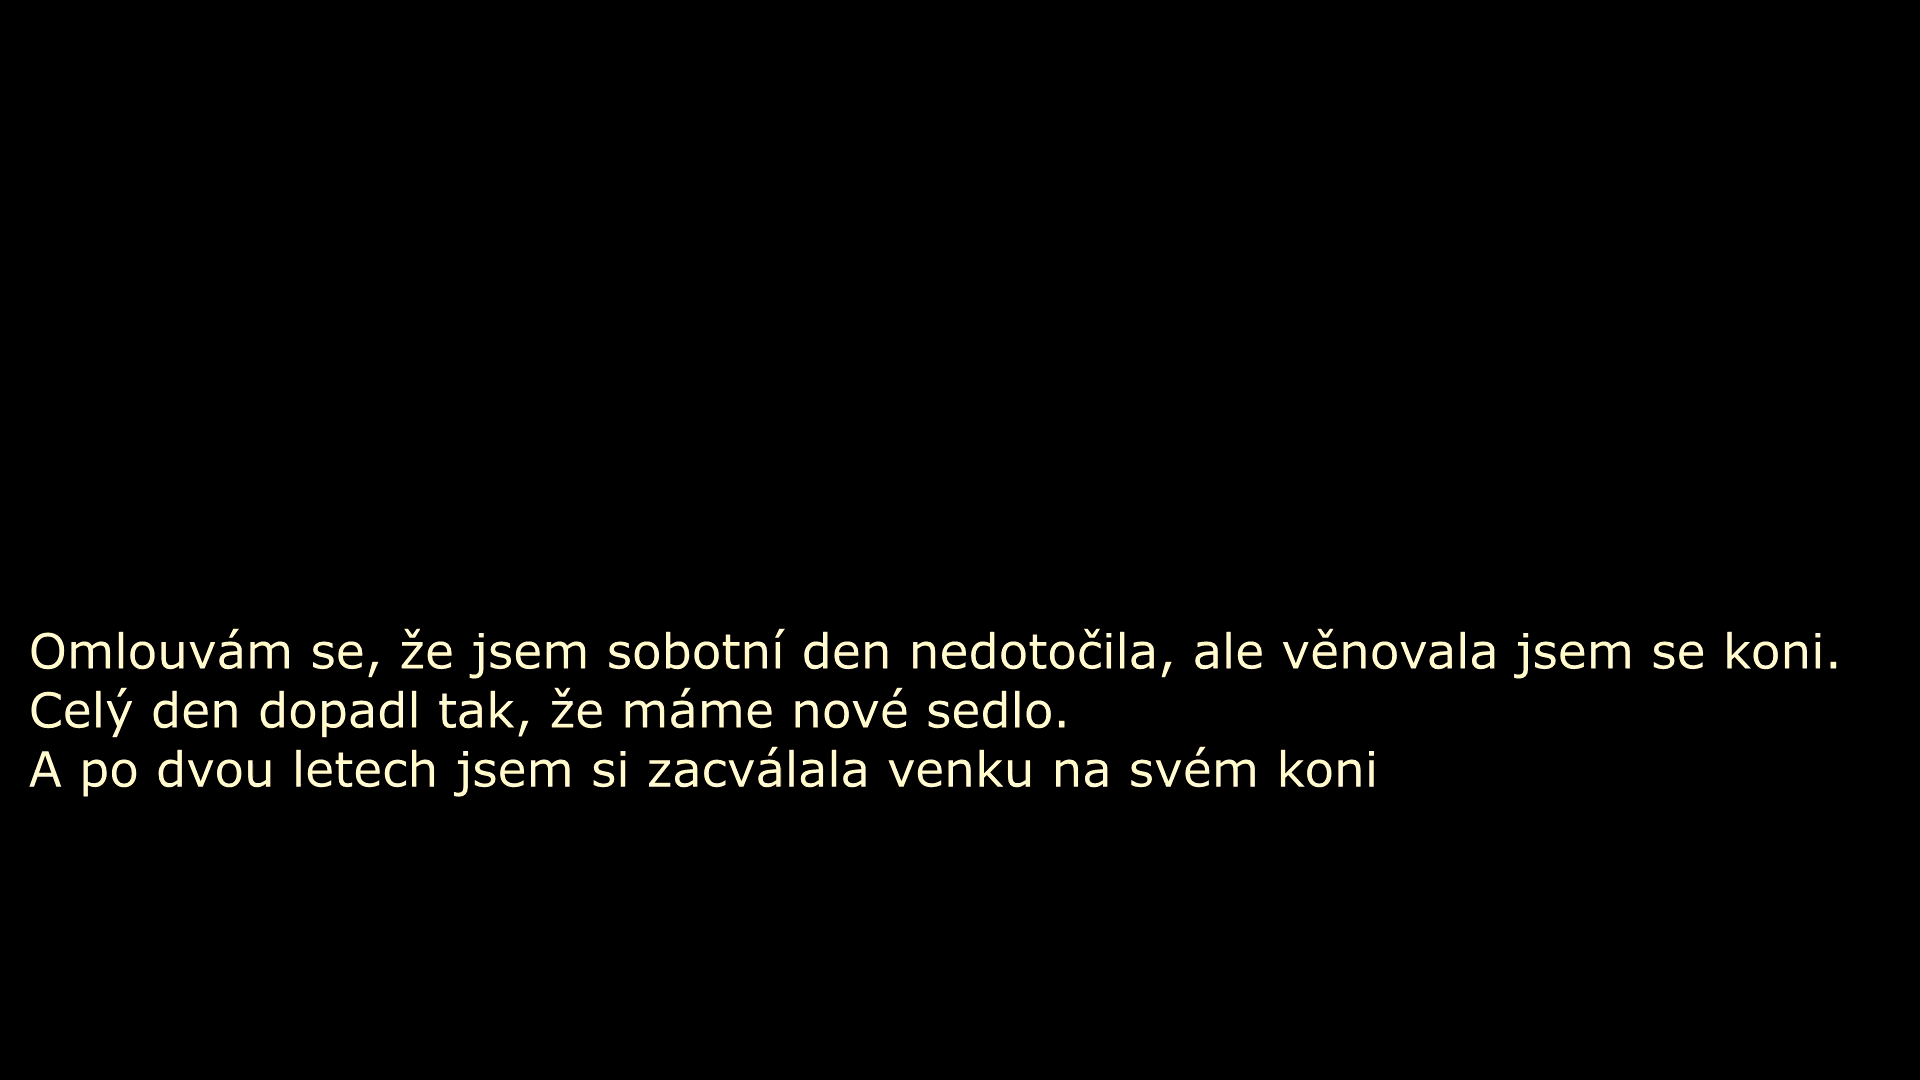 Omlouvám se, že jsem sobotní den nedotočila, ale věnovala jsem se koni.
Celý den dopadl tak, že máme nové sedlo.
A po dvou letech jsem si zacválala venku na svém koni